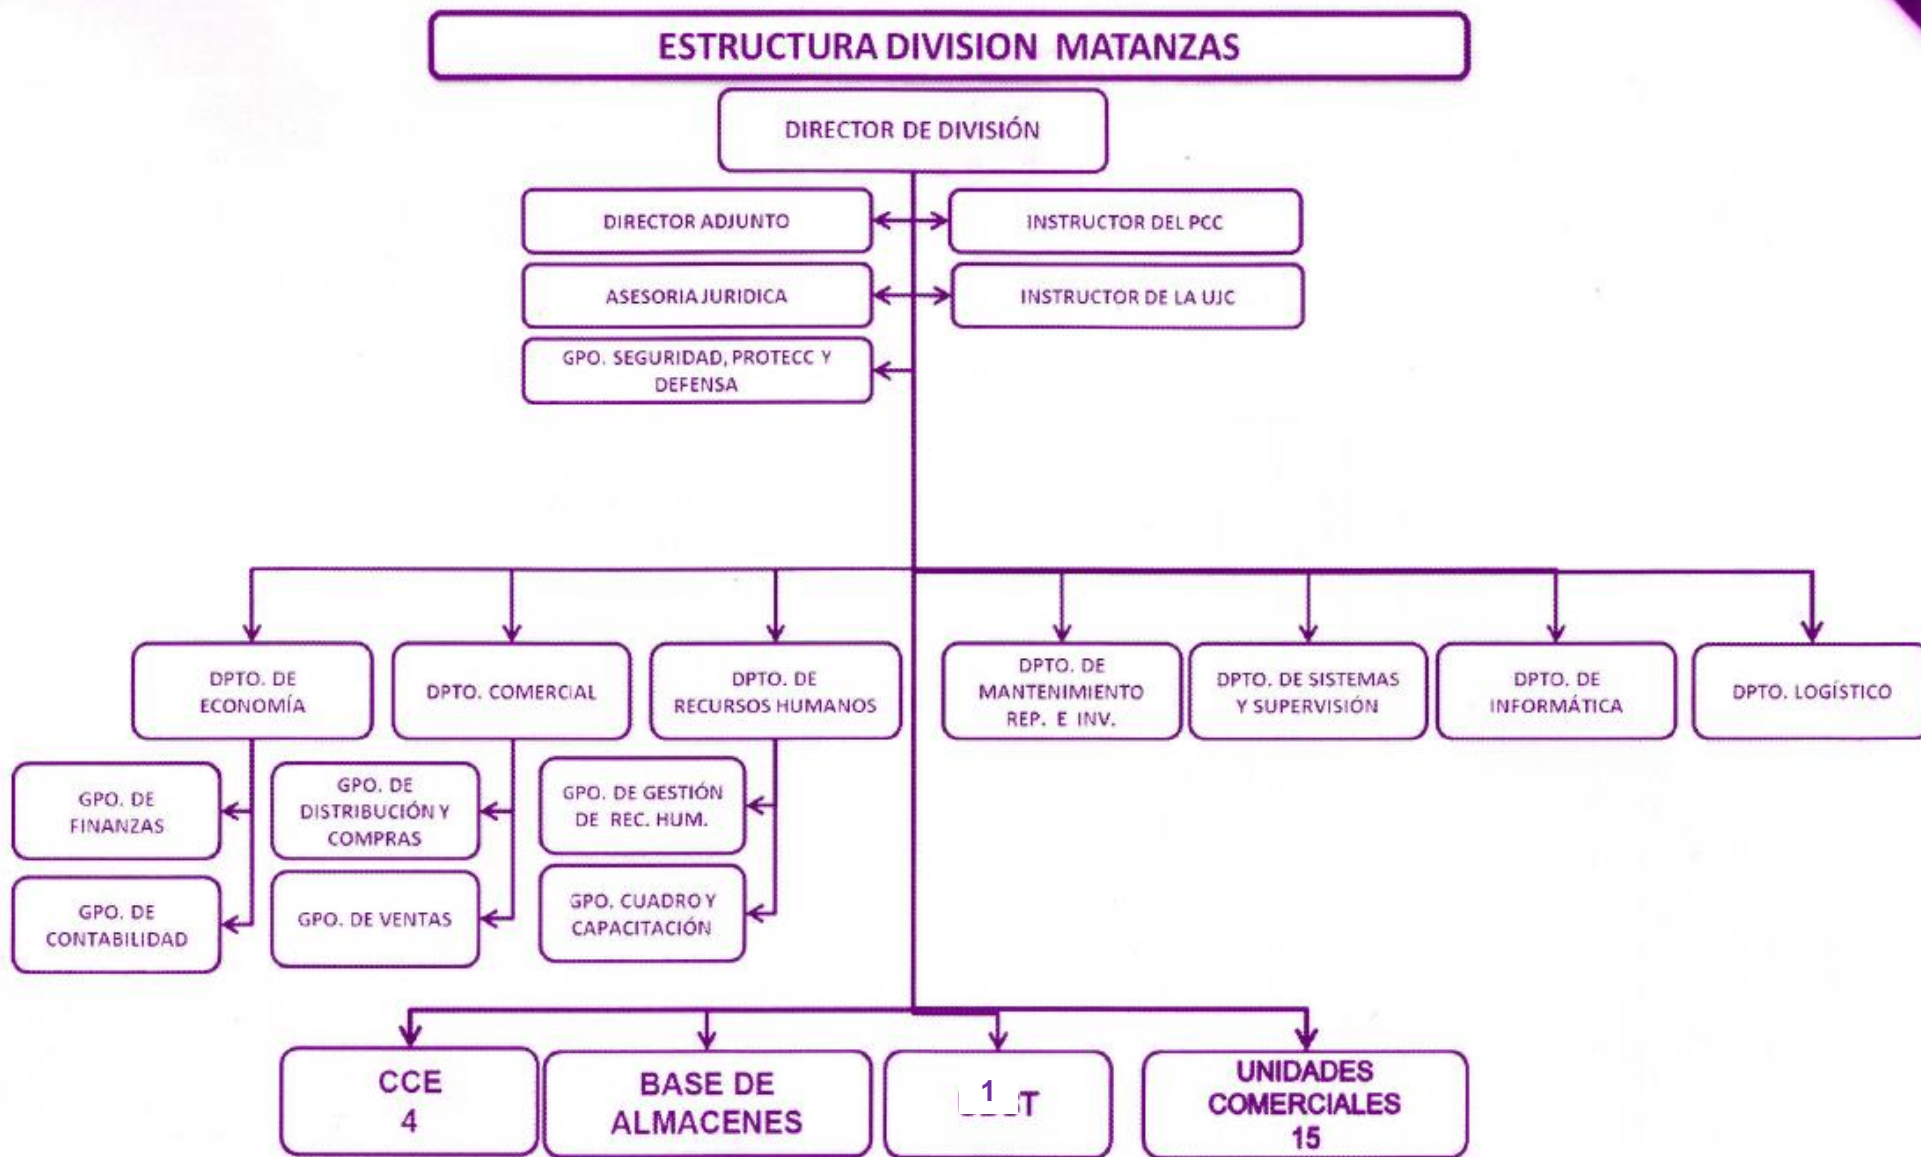 ESTRUCTURA DIVISION MATANZAS
DIRECTOR DE DIVISIÓN
DIRECTOR ADJUNTO
INSTRUCTOR DEL PCC
ASESORIA JURIDICA
INSTRUCTOR DE LA UJC
GPO. SEGURIDAD, PROTECC Y
DEFENSA
DPTO. DE
ECONOMÍA
DPTO. COMERCIAL
DPTO. DE
RECURSOS HUMANOS
DPTO. DE
MANTENIMIENTO
REP. E INV.
DPTO. DE SISTEMAS
Y SUPERVISIÓN
DPTO. DE
INFORMÁTICA
DPTO. LOGÍSTICO
GPO. DE
FINANZAS
GPO. DE
DISTRIBUCIÓN Y
COMPRAS
GPO. DE GESTIÓN
DE REC. HUM.
GPO. DE
CONTABILIDAD
GPO. DE VENTAS
GPO. CUADRO Y
CAPACITACIÓN
CCE
4
BASE DE
ALMACENES
1
UNIDADES
COMERCIALES
15